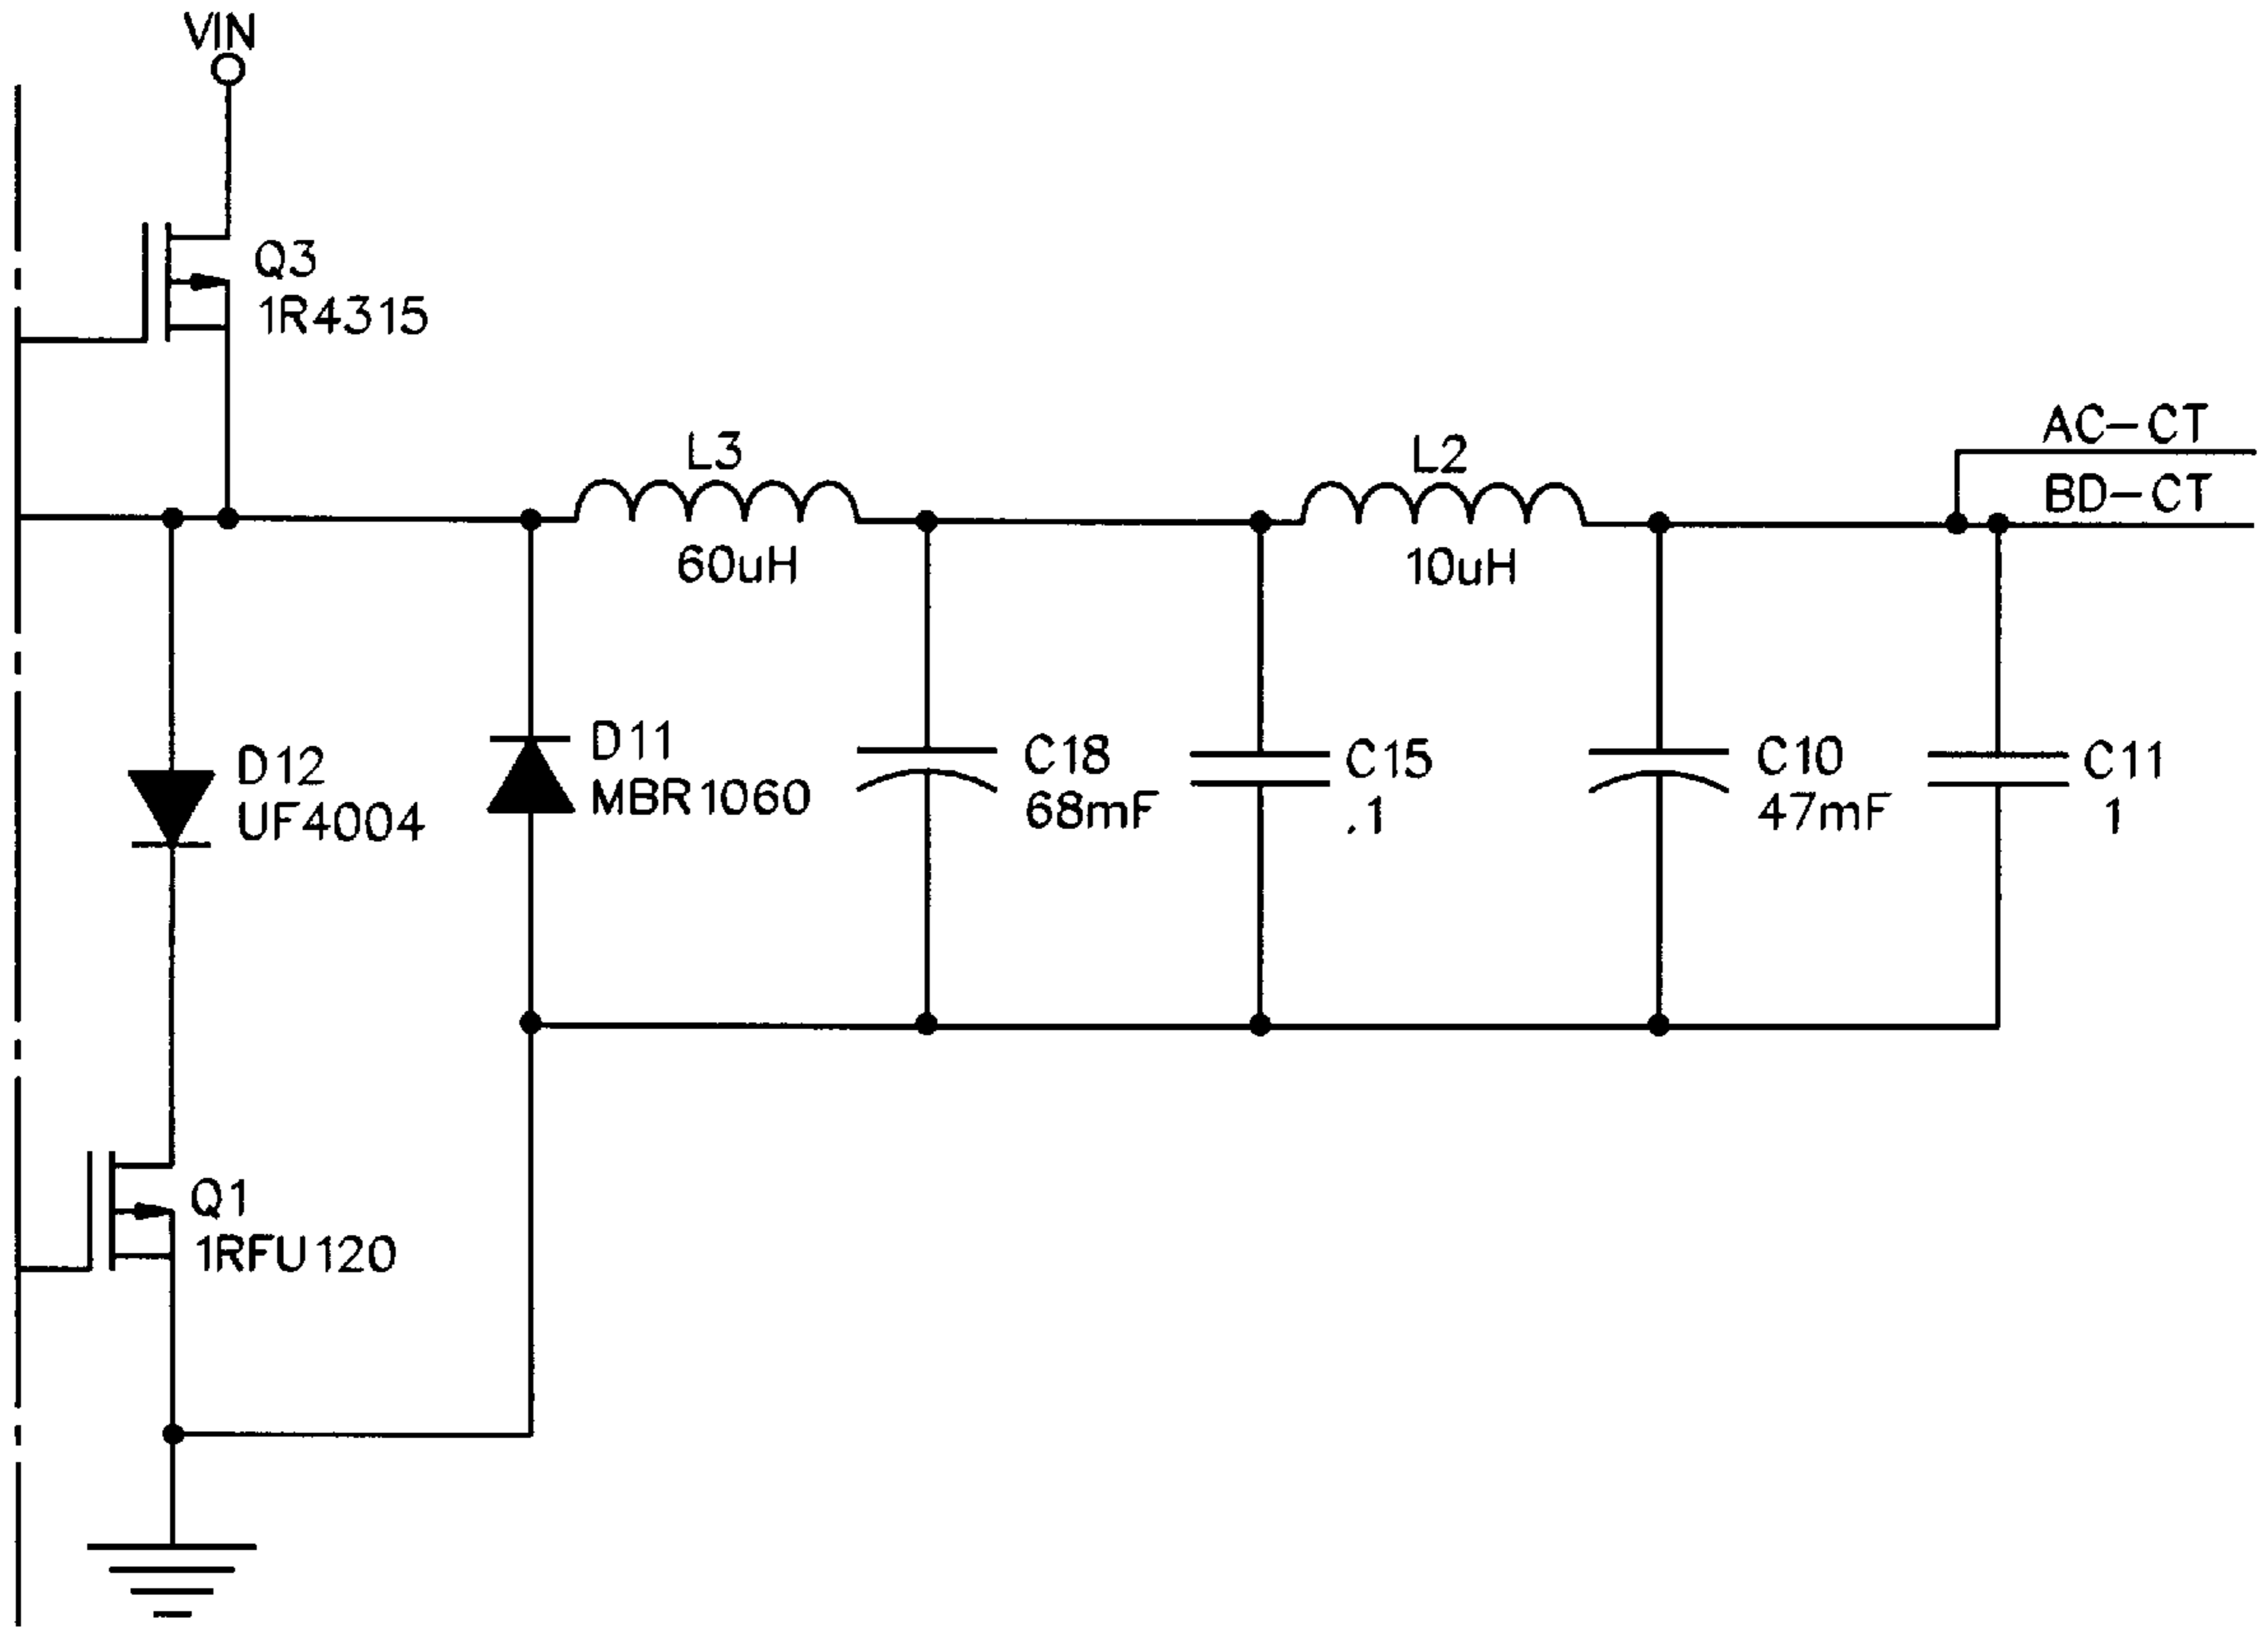 VIN
Q3
1R4315
AC-CT
L3
L2
BD-CT
60uH
10uH
D11
MBR1060
D12
UF4004
C18
68mF
C15
.1
C10
47mF
C11
1
Q1
1RFU120